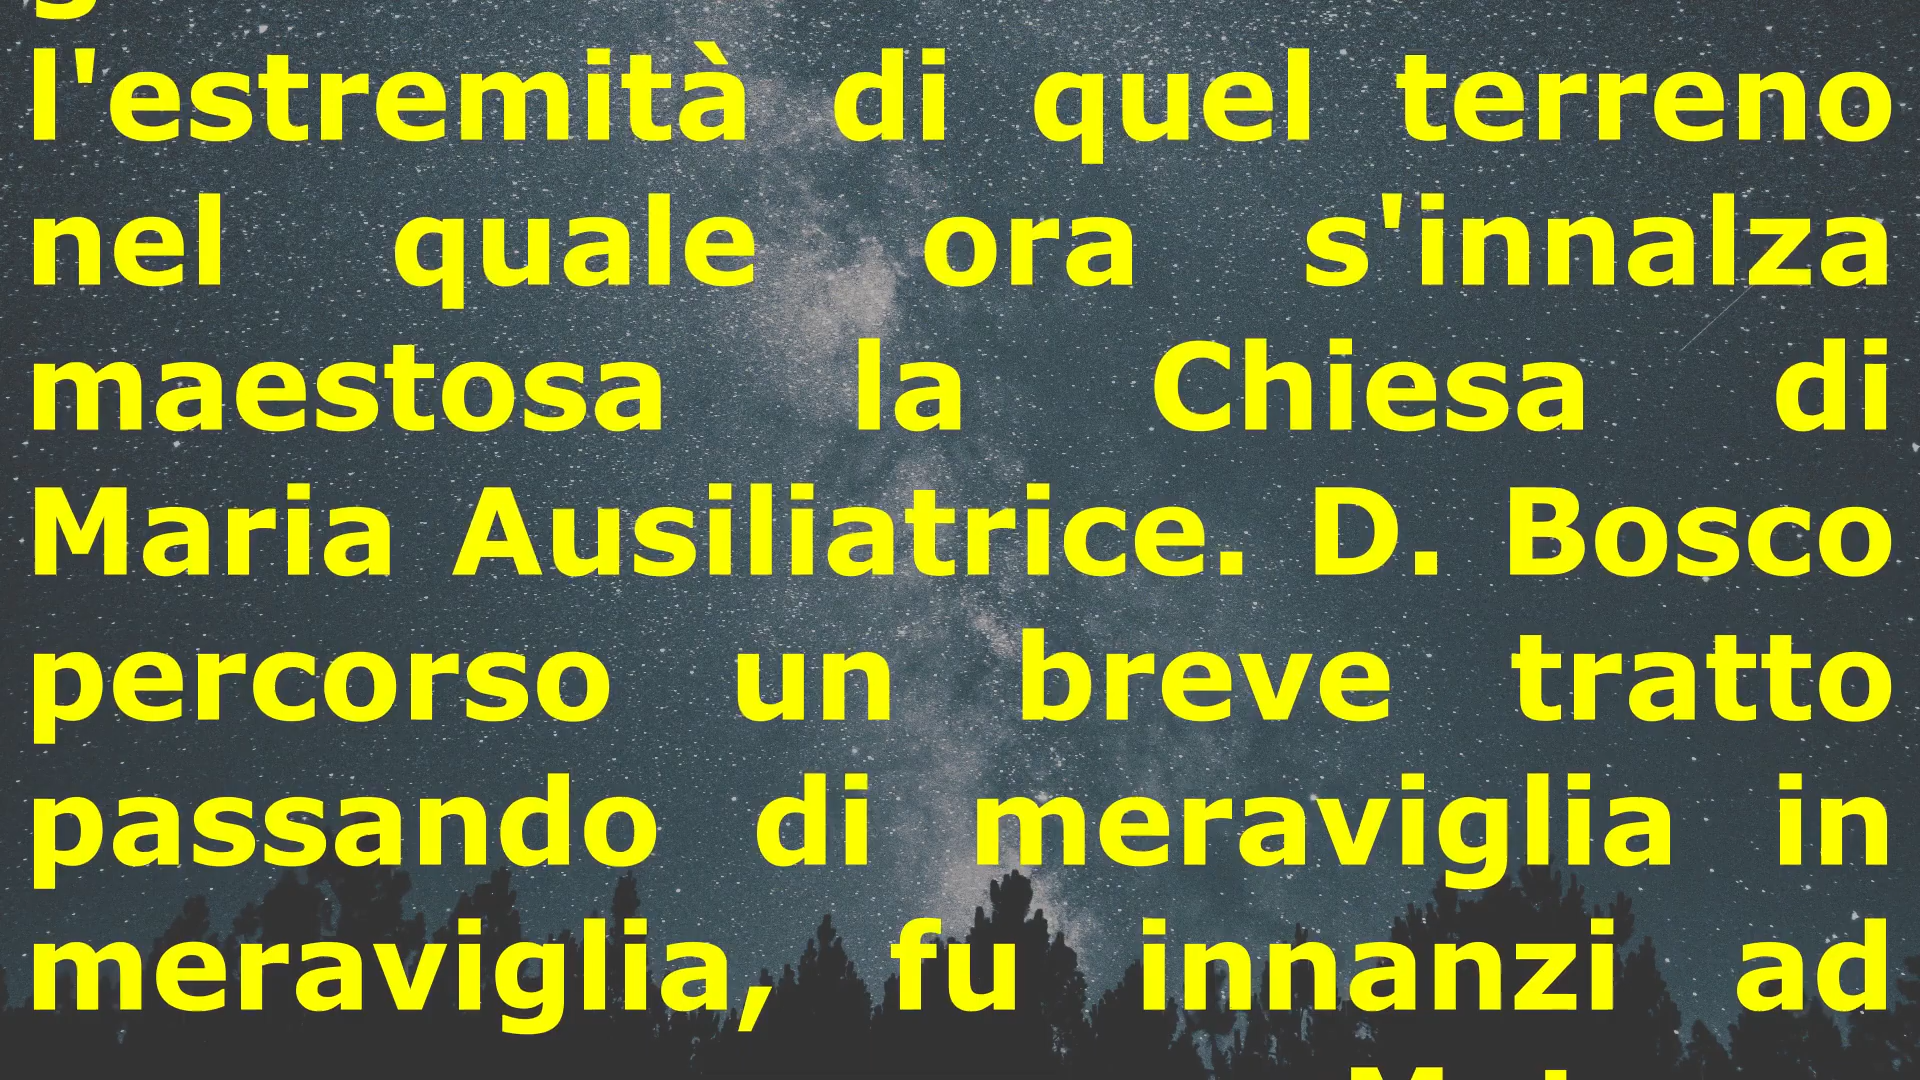 l'estremità di quel terreno
nel quale ora s'innalza
maestosa la Chiesa di
Maria Ausiliatrice. D. Bosco
percorso un breve tratto
passando di meraviglia in
meraviglia, fu innanzi ad